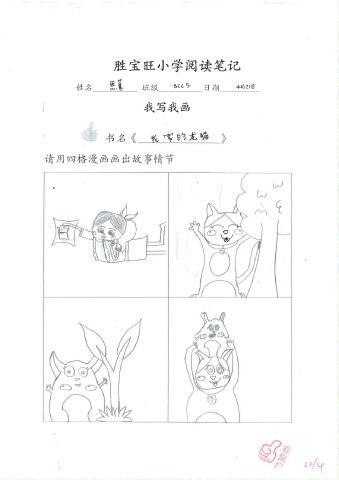 胜宝旺小学阅读笔记
姓名 恩 班级 3CC5 日期 4月21日
我写我画
书名《 我家的龙猫 》
请用四格漫画画出故事情节
22/4